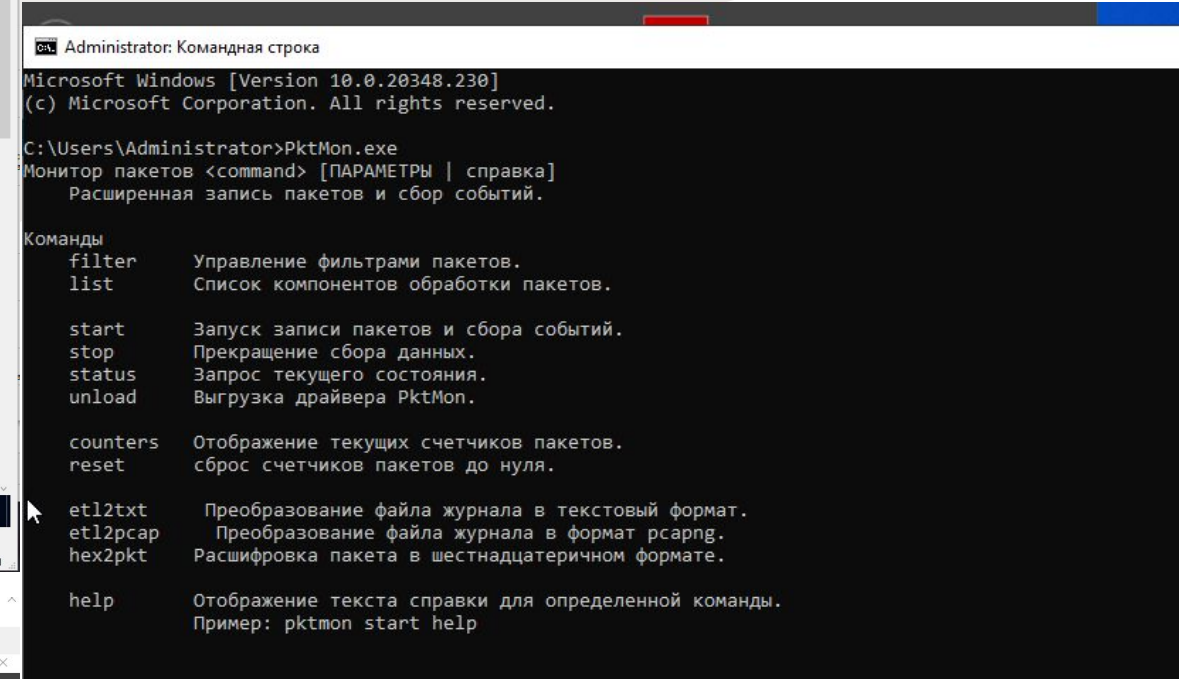 Administrator: Командная строка
Microsoft Windows [Version 10.0.20348.230]
(c) Microsoft Corporation. All rights reserved.
C:\Users\Administrator>PktMon.exe
Монитор пакетов <command> [ПАРАМЕТРЫ | справка]
Расширенная запись пакетов и сбор событий.
Команды
filter Управление фильтрами пакетов.
list Список компонентов обработки пакетов.
start Запуск записи пакетов и сбора событий.
stop Прекращение сбора данных.
status Запрос текущего состояния.
unload Выгрузка драйвера PktMon.
counters Отображение текущих счетчиков пакетов.
reset сброс счетчиков пакетов до нуля.
etl2txt Преобразование файла журнала в текстовый формат.
etl2pcap Преобразование файла журнала в формат pcapng.
hex2pkt Расшифровка пакета в шестнадцатеричном формате.
help Отображение текста справки для определенной команды.
Пример: pktmon start help